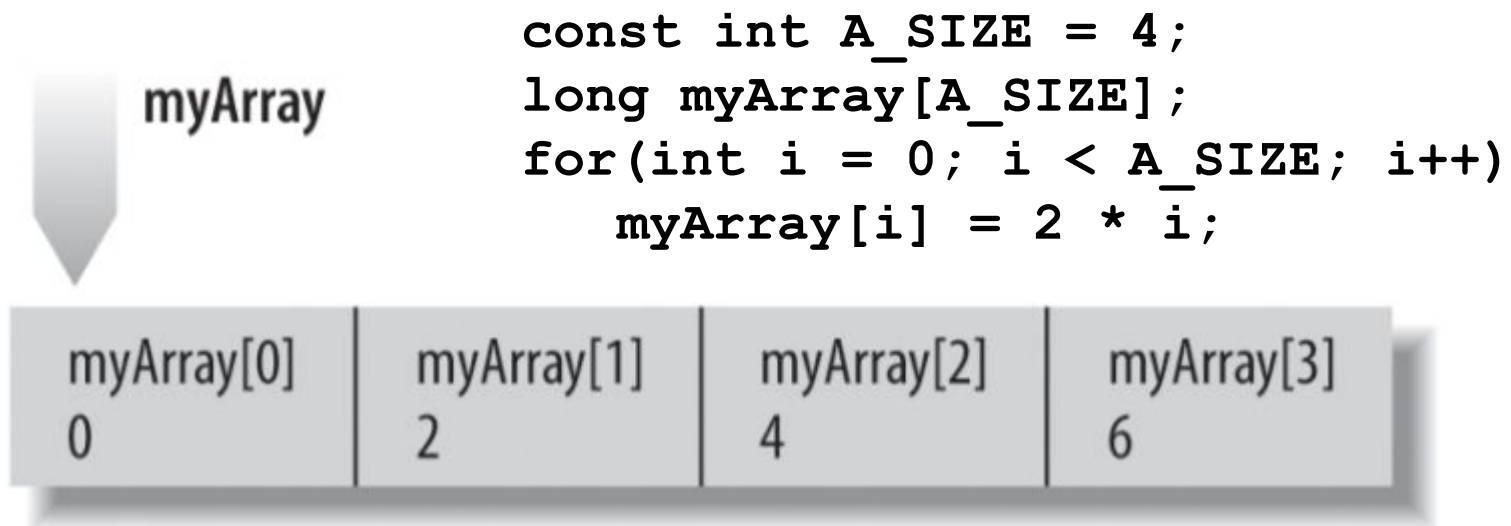 const int A_SIZE = 4;
myArray
long myArray[A_SIZE];
for(int i = 0; i < A_SIZE; i++)
myArray[i] = 2 * i;
myArray[0] myArray[1] myArray[2] myArray[3]
0 2 4 6